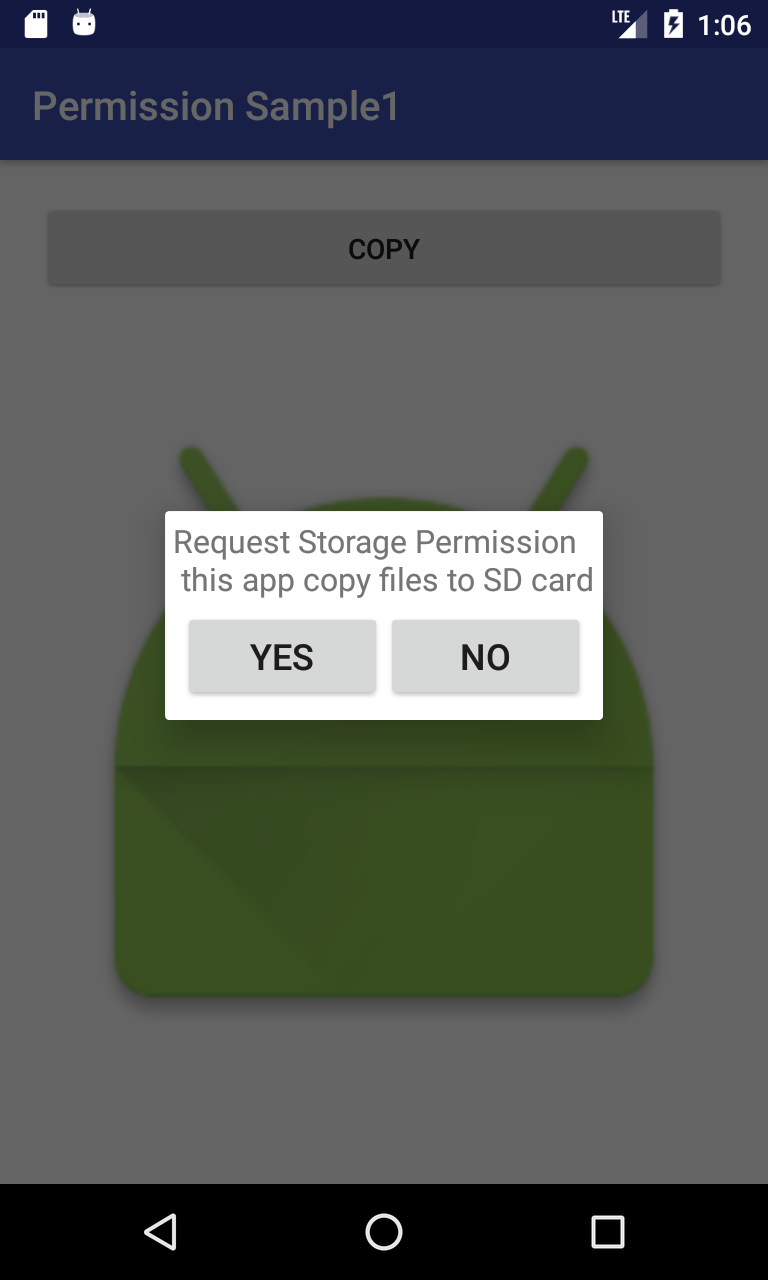 LTE 1:06
Permission Sample1
COPY
Request Storage Permission
this app copy files to SD card
YES NO